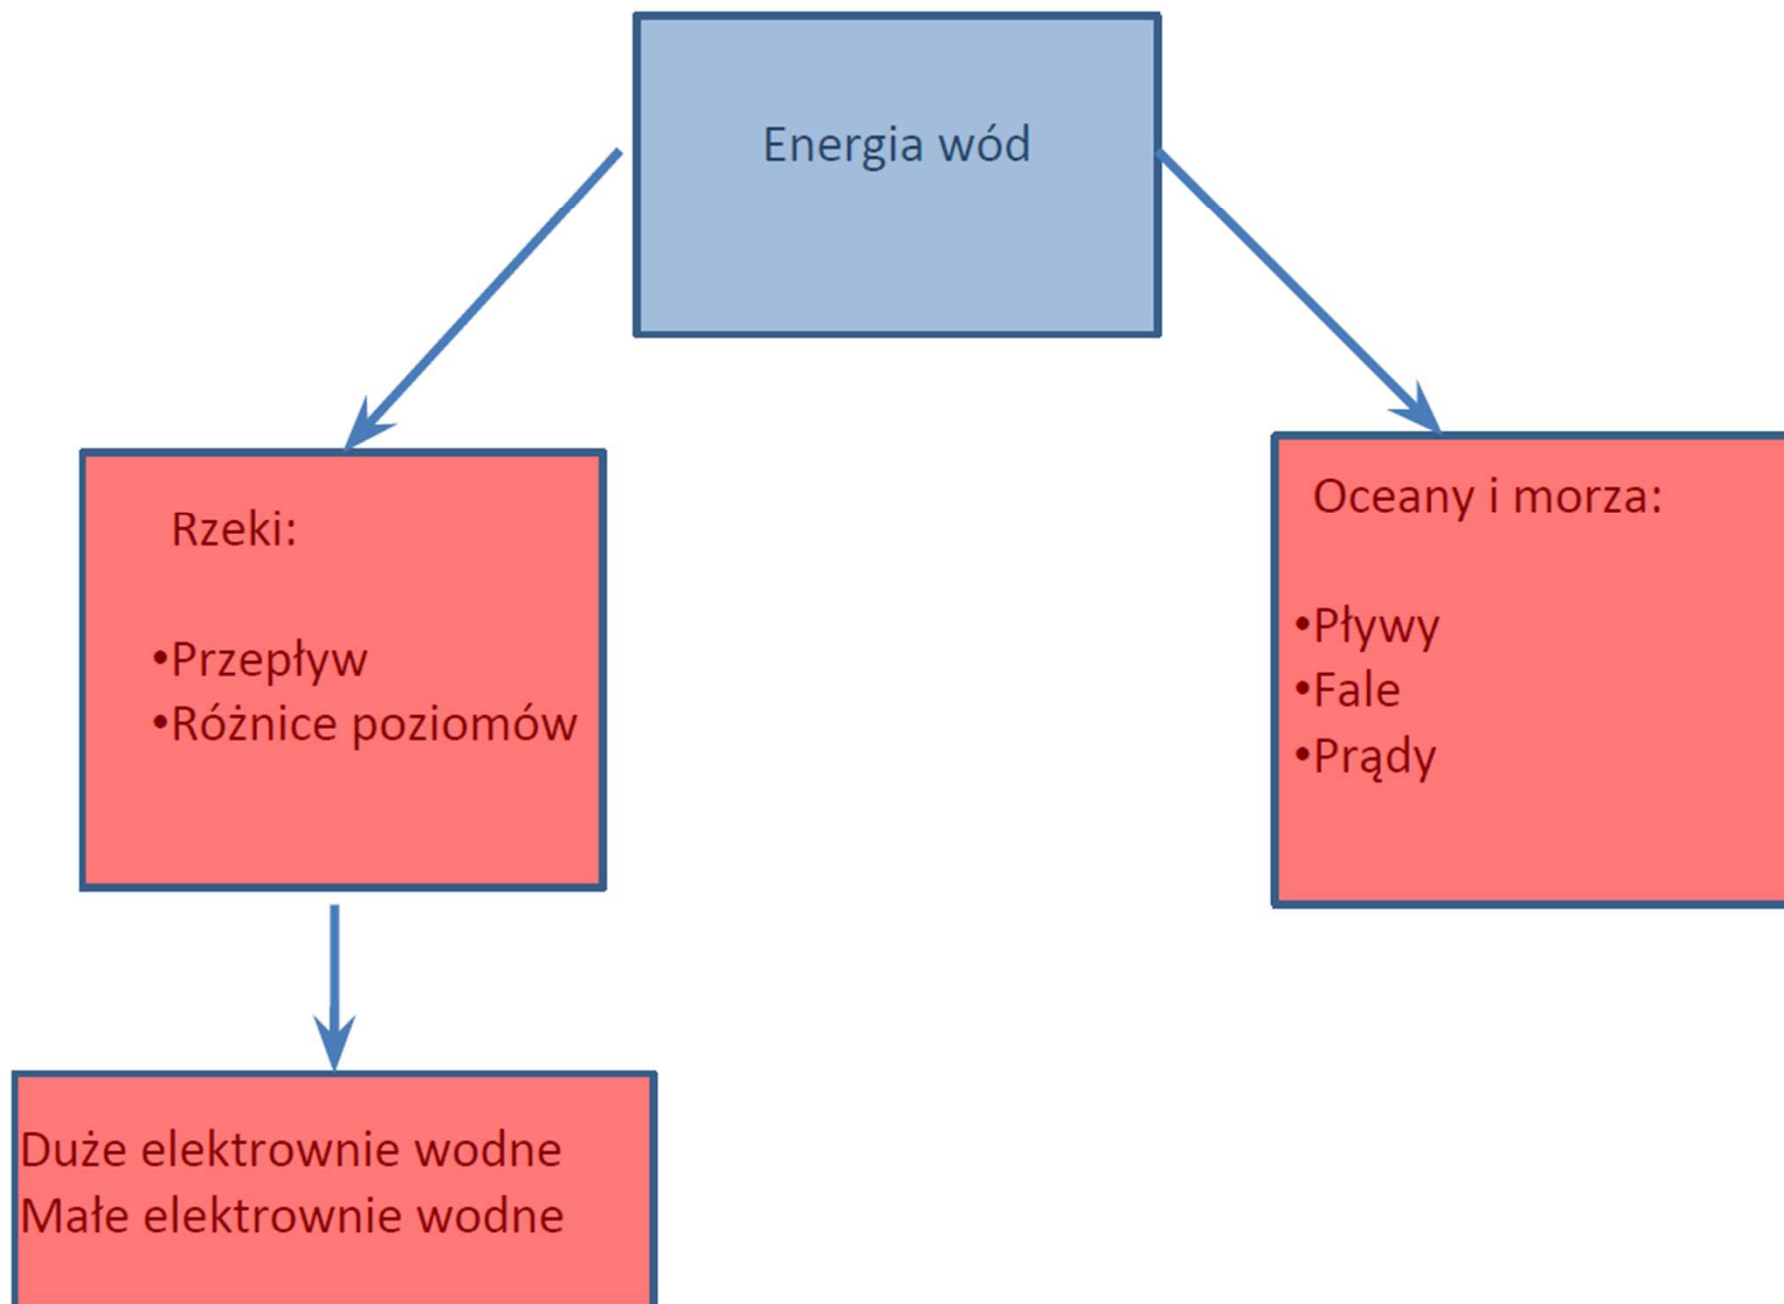 Energia wód
Rzeki:
•Przepływ
•Różnice poziomów
Oceany i morza:
•Pływy
•Fale
•Prądy
Duże elektrownie wodne
Małe elektrownie wodne